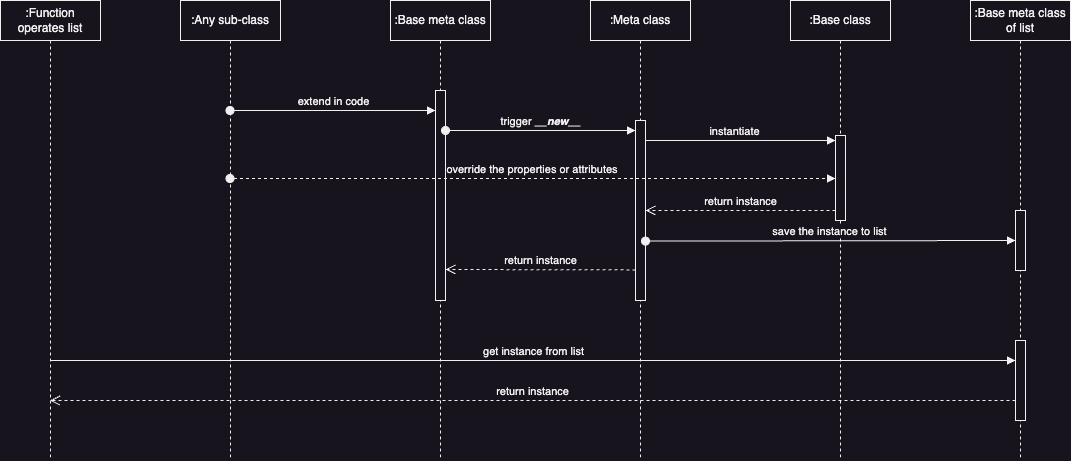 :Function
operates list
:Any sub-class
:Base meta class
:Meta class
:Base class
:Base meta class
of list
extend in code
trigger __new__
instantiate
override the properties or attributes
return instance
save the instance to list
return instance
get instance from list
return instance